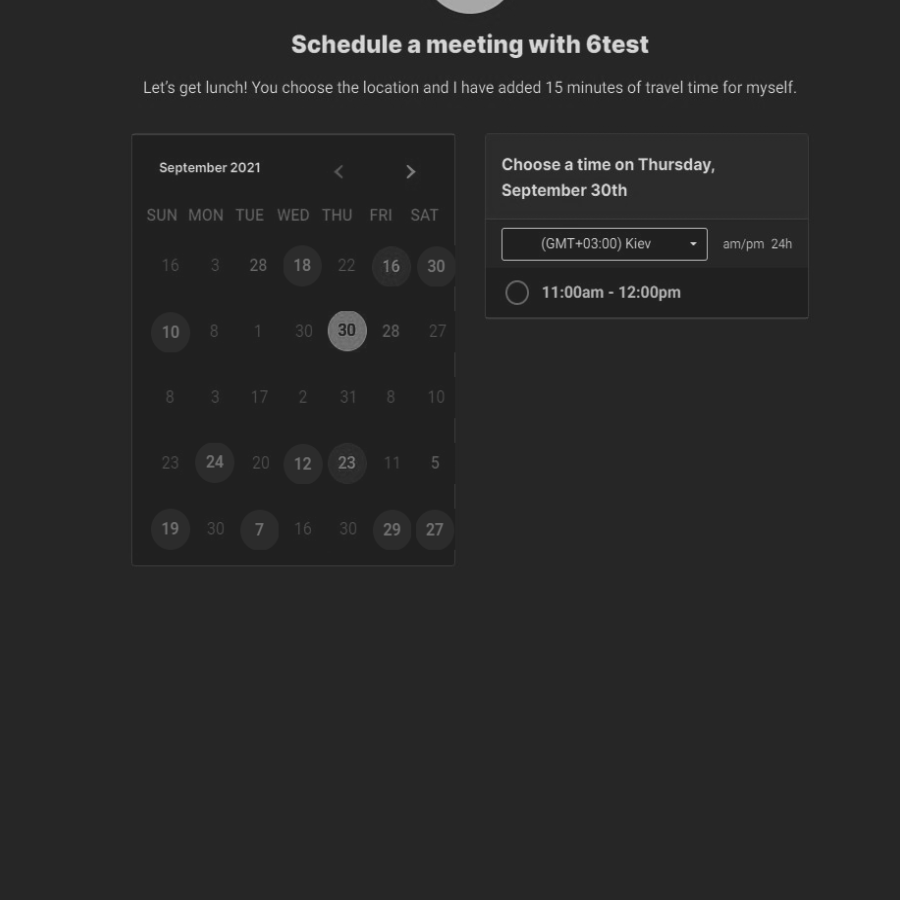 Schedule a meeting with 6test
Let's get lunch! You choose the location and I have added 15 minutes of travel time for myself.
September 2021
SUN MON TUE WED THU FRI SAT
16 3 28 18 22 16 30
10 8 1 30 30 28 27
8 3 17 2 31 8 10
23 24 20 12 23 11 5
19 30 7 16 30 29 27
Choose a time on Thursday,
September 30th
(GMT+03:00) Kiev am/pm 24h
11:00am - 12:00pm